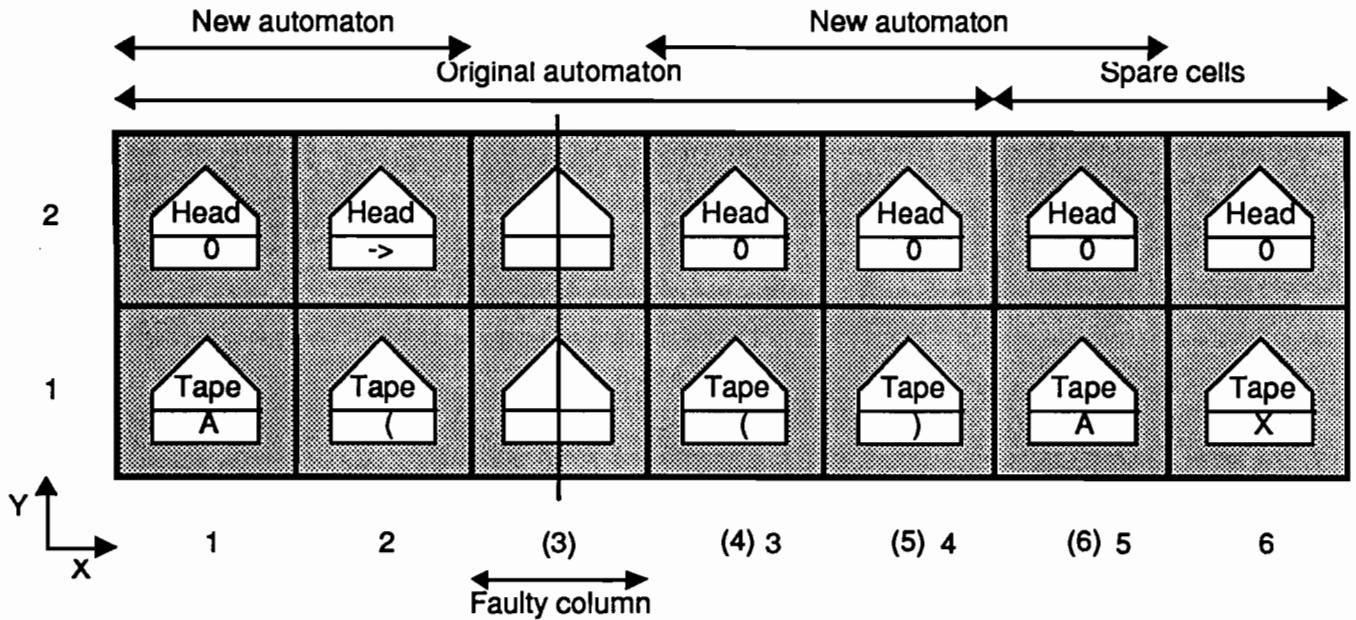 New automaton New automaton
Original automaton Spare cells
2 Head Head Head Head Head Head
0 -> 0 0 0 0
1 Tape Tape Tape Tape Tape Tape
A ( ( ) A X
Y
X 1 2 (3) (4) 3 (5) 4 (6) 5 6
Faulty column